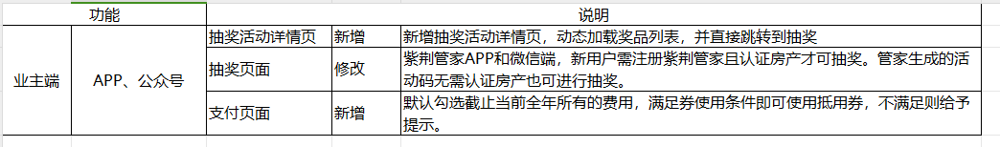 功能 说明
抽奖活动详情页 新增 新增抽奖活动详情页，动态加载奖品列表，并直接跳转到抽奖
业主端 APP、公众号 抽奖页面 修改 紫荆管家APP和微信端，新用户需注册紫荆管家且认证房产才可抽奖。管家生成的活
动码无需认证房产也可进行抽奖。
支付页面 新增 默认勾选截止当前全年所有的费用，满足券使用条件即可使用抵用券，不满足则给予
提示。